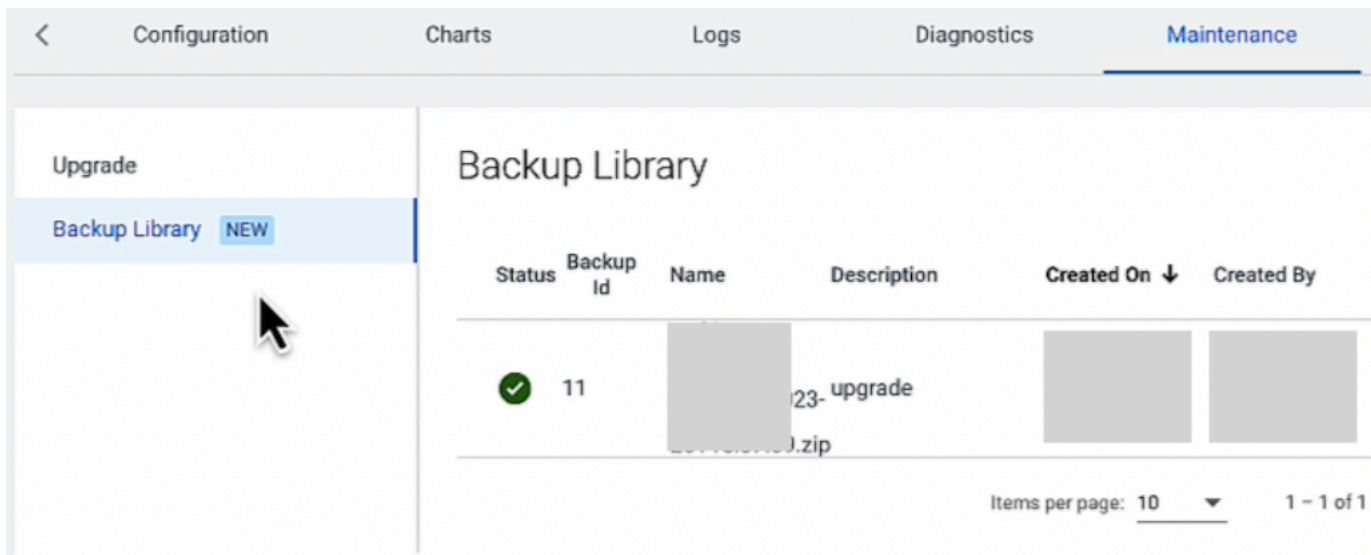 Configuration Charts Logs Diagnostics Maintenance
Upgrade
Backup Library NEW
Backup Library
Status Backup Id Name Description Created On Created By
11 upgrade
.zip
Items per page: 10 1 – 1 of 1